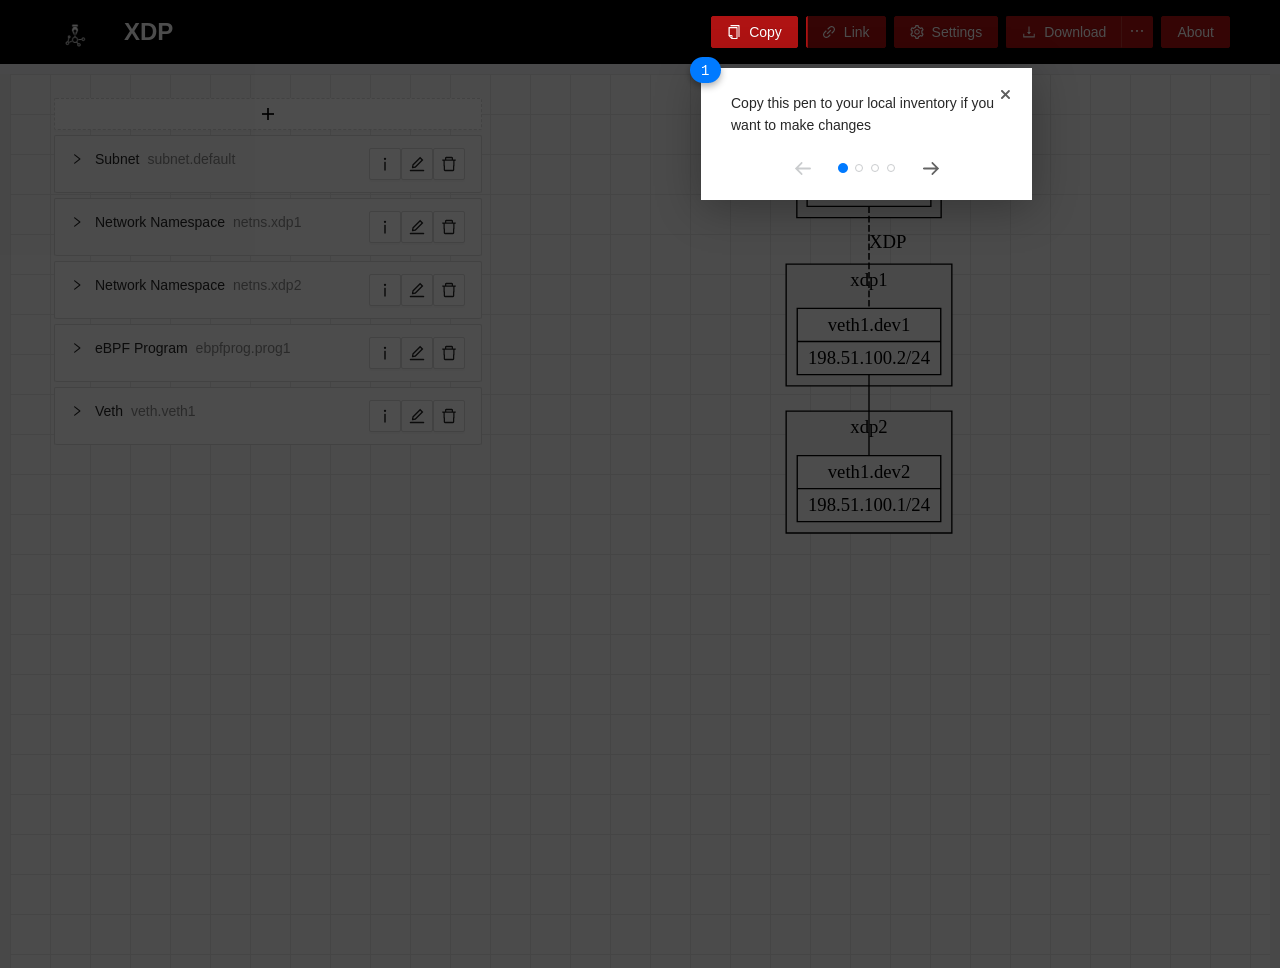 XDP
Copy
Link
Settings
Download
···
About
1
Copy this pen to your local inventory if you
want to make changes
Subnet subnet.default
Network Namespace netns.xdp1
Network Namespace netns.xdp2
eBPF Program ebpfprog.prog1
Veth veth.veth1
XDP
xdp1
veth1.dev1
198.51.100.2/24
xdp2
veth1.dev2
198.51.100.1/24